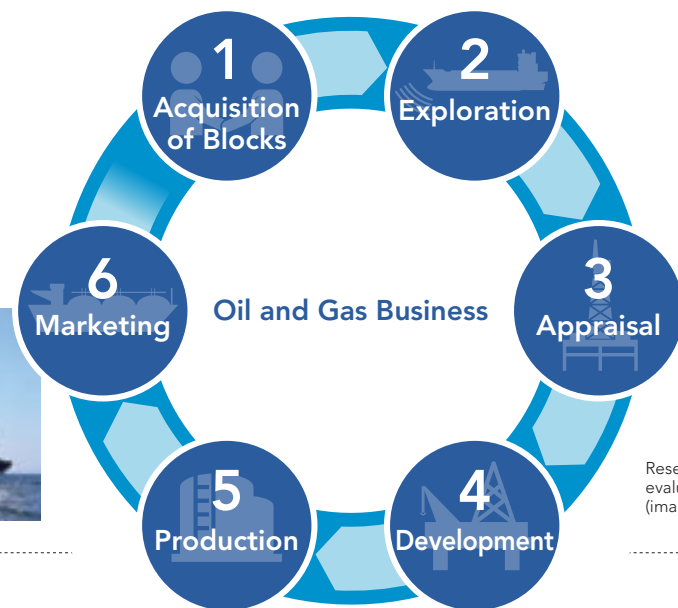 1
Acquisition
of Blocks
2
Exploration
3
Appraisal
4
Development
5
Production
6
Marketing
Oil and Gas Business